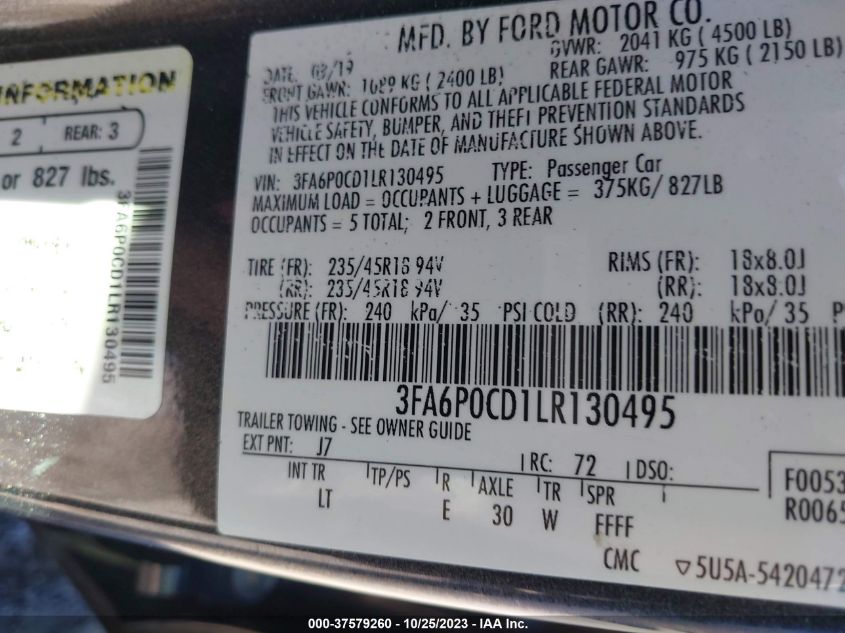 INFORMATION
2 REAR: 3
or 827 lbs.
3FA6P0CD1LR130495
MFD. BY FORD MOTOR CO.
DATE: 03/19 GVWR: 2041 KG ( 4500 LB)
FRONT GAWR: 1089 KG ( 2400 LB) REAR GAWR: 975 KG ( 2150 LB)
THIS VEHICLE CONFORMS TO ALL APPLICABLE FEDERAL MOTOR
VEHICLE SAFETY, BUMPER, AND THEFT PREVENTION STANDARDS
IN EFFECT ON THE DATE OF MANUFACTURE SHOWN ABOVE.
VIN: 3FA6P0CD1LR130495 TYPE: Passenger Car
MAXIMUM LOAD = OCCUPANTS + LUGGAGE = 375KG/ 827LB
OCCUPANTS = 5 TOTAL; 2 FRONT, 3 REAR
TIRE (FR): 235/45R18 94V RIMS (FR): 18x8.0J
(RR): 235/45R18 94V (RR): 18x8.0J
PRESSURE (FR): 240 kPa/ 35 PSI COLD (RR): 240 kPa/ 35 P
3FA6P0CD1LR130495
TRAILER TOWING - SEE OWNER GUIDE
EXT PNT: J7 RC: 72 DSO:
INT TR TP/PS R AXLE TR SPR F0053
LT E 30 W FFFF R0065
CMC 5U5A-5420472
000-37579260 - 10/25/2023 - IAA Inc.